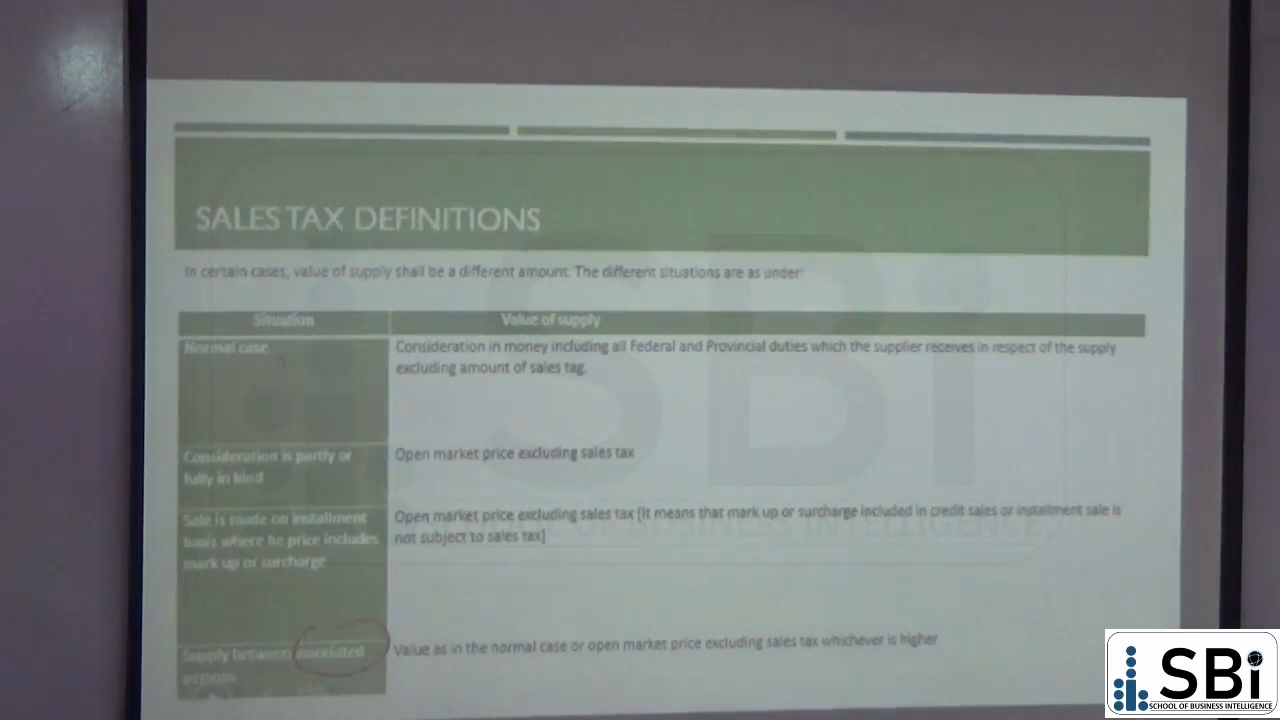 SALES TAX DEFINITIONS
In certain cases, value of supply shall be a different amount. The different situations are as under:
Situation
Value of supply
Normal case
Consideration in money including all Federal and Provincial duties which the supplier receives in respect of the supply
excluding amount of sales tag.
Consideration is partly or
fully in kind
Open market price excluding sales tax
Sale is made on installment
basis where he price includes
mark up or surcharge
Open market price excluding sales tax [It means that mark up or surcharge included in credit sales or installment sale is
not subject to sales tax]
Supply between associated
persons
Value as in the normal case or open market price excluding sales tax whichever is higher
SBi
OF BUSINESS INTELLIGENCE
SBi
SCHOOL OF BUSINESS INTELLIGENCE